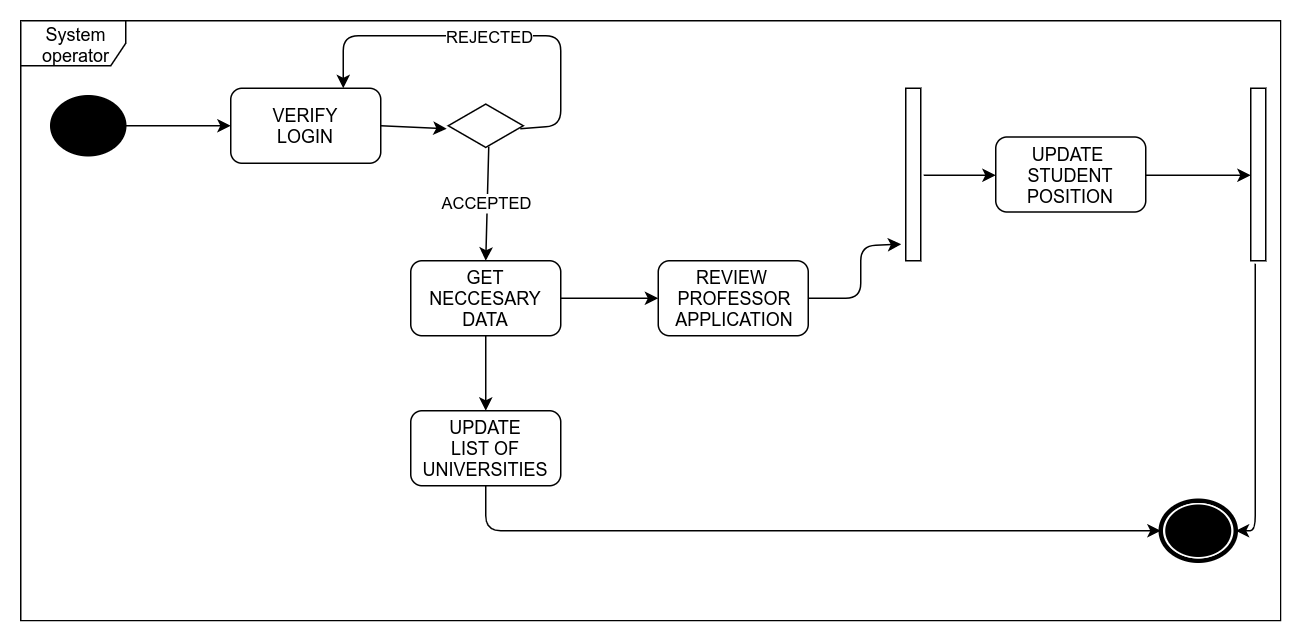 System
operator
REJECTED
VERIFY
LOGIN
UPDATE
STUDENT
POSITION
ACCEPTED
GET
NECCESARY
DATA
REVIEW
PROFESSOR
APPLICATION
UPDATE
LIST OF
UNIVERSITIES